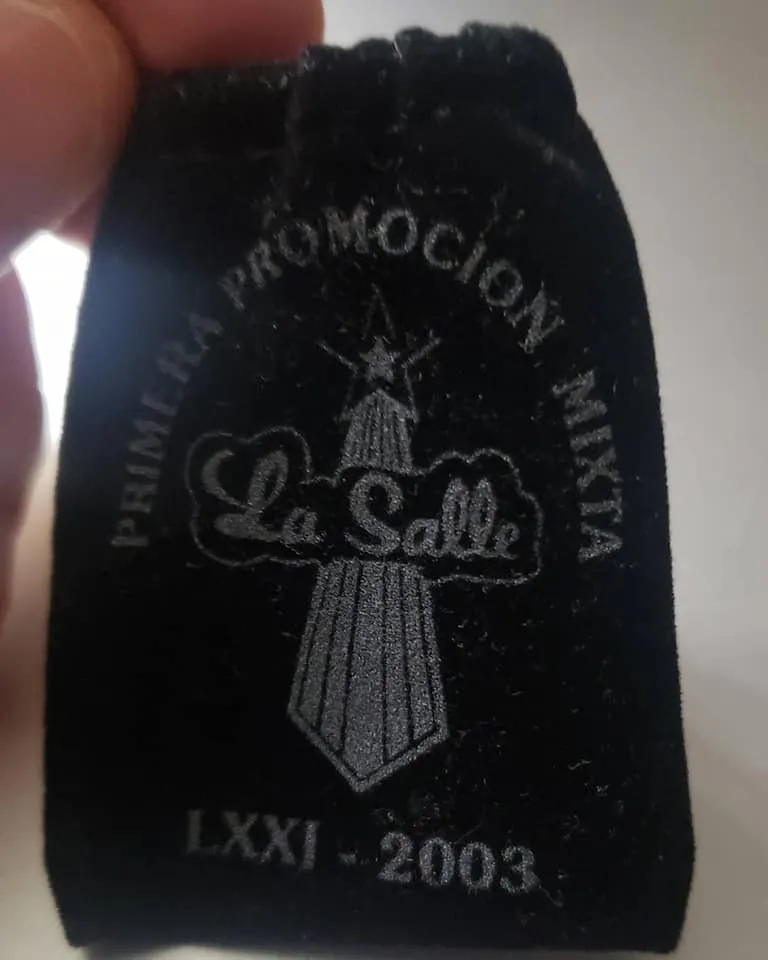 PRIMERA PROMOCION MIXTA
La Salle
LXXI - 2003